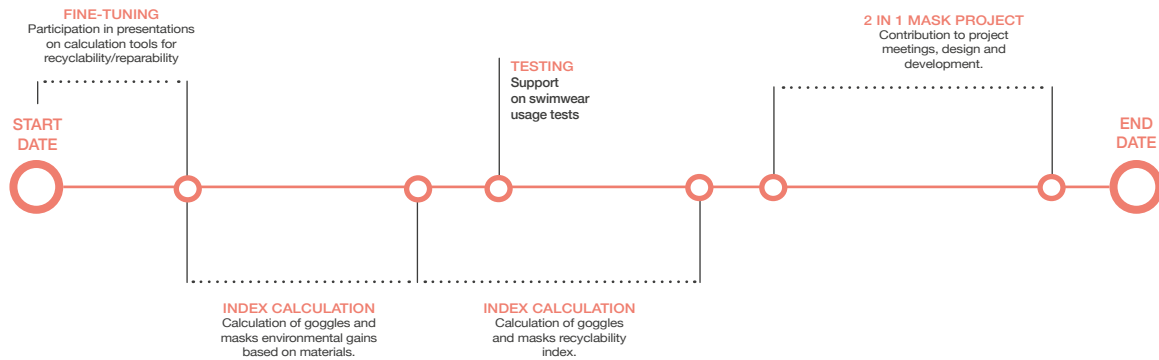 FINE-TUNING
Participation in presentations
on calculation tools for
recyclability/reparability
2 IN 1 MASK PROJECT
Contribution to project
meetings, design and
development.
TESTING
Support
on swimwear
usage tests
START
DATE
END
DATE
INDEX CALCULATION
Calculation of goggles and
masks environmental gains
based on materials.
INDEX CALCULATION
Calculation of goggles
and masks recyclability
index.